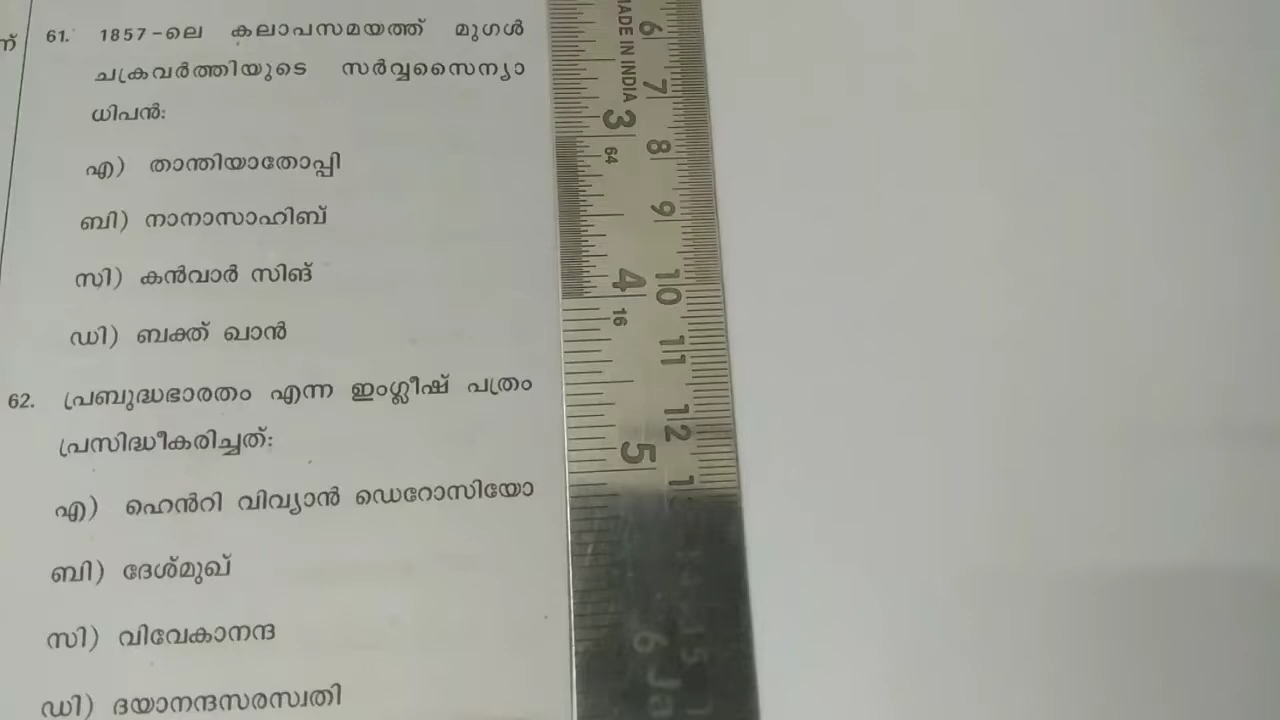 ന്
61. 1857-ലെ കലാപസമയത്ത് മുഗൾ
ചക്രവർത്തിയുടെ സർവ്വസൈന്യാ
ധിപൻ:
എ) താന്തിയാതോപ്പി
ബി) നാനാസാഹിബ്
സി) കൻവാർ സിങ്
ഡി) ബക്ത് ഖാൻ
62. പ്രബുദ്ധഭാരതം എന്ന ഇംഗ്ലീഷ് പത്രം
പ്രസിദ്ധീകരിച്ചത്:
എ) ഹെൻറി വിവ്യാൻ ഡെറോസിയോ
ബി) ദേശ്മുഖ്
സി) വിവേകാനന്ദ
ഡി) ദയാനന്ദസരസ്വതി
MADE IN INDIA
3 4 5
64
16
6 7 8 9 10 11 12